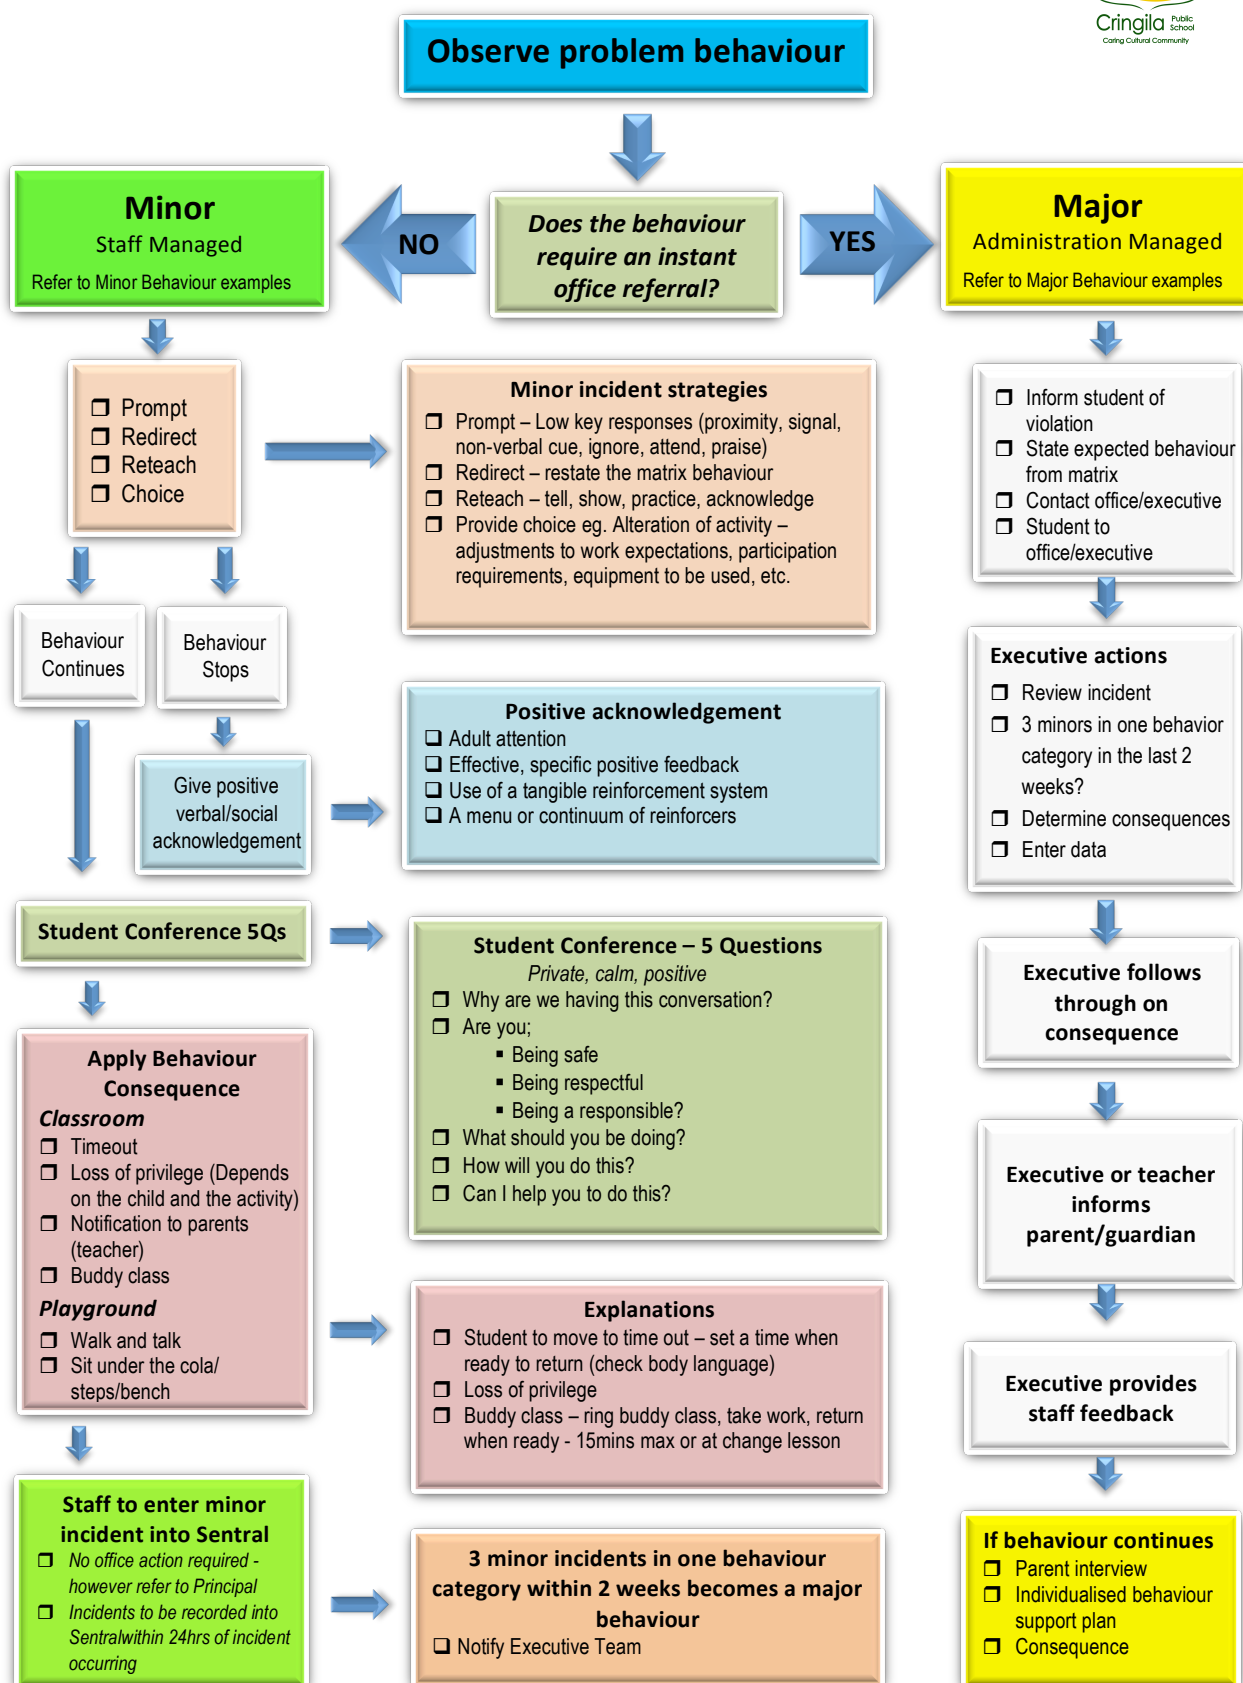 Cringila Public
School
Caring Cultural Community
Observe problem behaviour
Minor
Staff Managed
Refer to Minor Behaviour examples
NO
Does the behaviour
require an instant
office referral?
YES
Major
Administration Managed
Refer to Major Behaviour examples
❒ Prompt
❒ Redirect
❒ Reteach
❒ Choice
Minor incident strategies
❒ Prompt – Low key responses (proximity, signal,
non-verbal cue, ignore, attend, praise)
❒ Redirect – restate the matrix behaviour
❒ Reteach – tell, show, practice, acknowledge
❒ Provide choice eg. Alteration of activity –
adjustments to work expectations, participation
requirements, equipment to be used, etc.
❒ Inform student of
violation
❒ State expected behaviour
from matrix
❒ Contact office/executive
❒ Student to
office/executive
Behaviour
Continues
Behaviour
Stops
Give positive
verbal/social
acknowledgement
Positive acknowledgement
❑ Adult attention
❑ Effective, specific positive feedback
❑ Use of a tangible reinforcement system
❑ A menu or continuum of reinforcers
Executive actions
❒ Review incident
❒ 3 minors in one behavior
category in the last 2
weeks?
❒ Determine consequences
❒ Enter data
Student Conference 5Qs
Student Conference – 5 Questions
Private, calm, positive
❒ Why are we having this conversation?
❒ Are you;
▪ Being safe
▪ Being respectful
▪ Being a responsible?
❒ What should you be doing?
❒ How will you do this?
❒ Can I help you to do this?
Executive follows
through on
consequence
Apply Behaviour
Consequence
Classroom
❒ Timeout
❒ Loss of privilege (Depends
on the child and the activity)
❒ Notification to parents
(teacher)
❒ Buddy class
Playground
❒ Walk and talk
❒ Sit under the cola/
steps/bench
Executive or teacher
informs
parent/guardian
Explanations
❒ Student to move to time out – set a time when
ready to return (check body language)
❒ Loss of privilege
❒ Buddy class – ring buddy class, take work, return
when ready - 15mins max or at change lesson
Executive provides
staff feedback
Staff to enter minor
incident into Sentral
❒ No office action required -
however refer to Principal
❒ Incidents to be recorded into
Sentralwithin 24hrs of incident
occurring
3 minor incidents in one behaviour
category within 2 weeks becomes a major
behaviour
❑ Notify Executive Team
If behaviour continues
❒ Parent interview
❒ Individualised behaviour
support plan
❒ Consequence